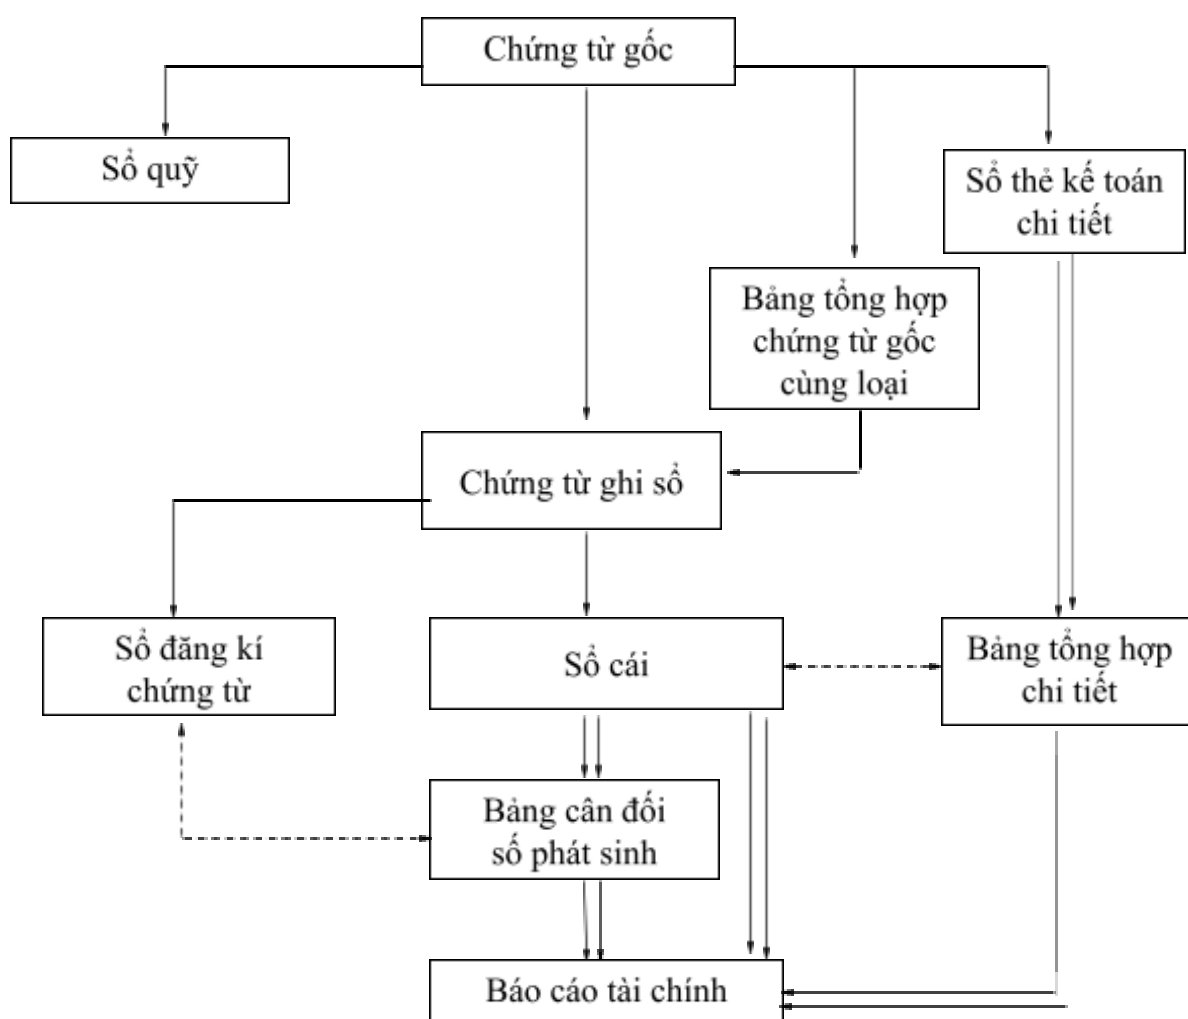 Chứng từ gốc
Sổ quỹ
Sổ thẻ kế toán
chi tiết
Bảng tổng hợp
chứng từ gốc
cùng loại
Chứng từ ghi sổ
Sổ đăng kí
chứng từ
Sổ cái
Bảng tổng hợp
chi tiết
Bảng cân đối
số phát sinh
Báo cáo tài chính